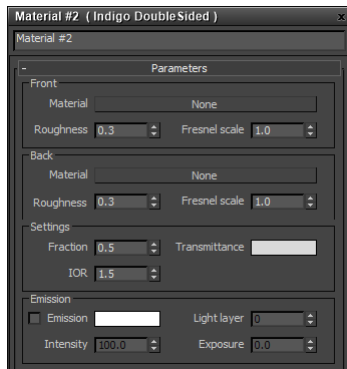 Material #2 ( Indigo DoubleSided ) x
Material #2
- Parameters
Front
Material None
Roughness 0.3 Fresnel scale 1.0
Back
Material None
Roughness 0.3 Fresnel scale 1.0
Settings
Fraction 0.5 Transmittance
IOR 1.5
Emission
Emission Light layer 0
Intensity 100.0 Exposure 0.0